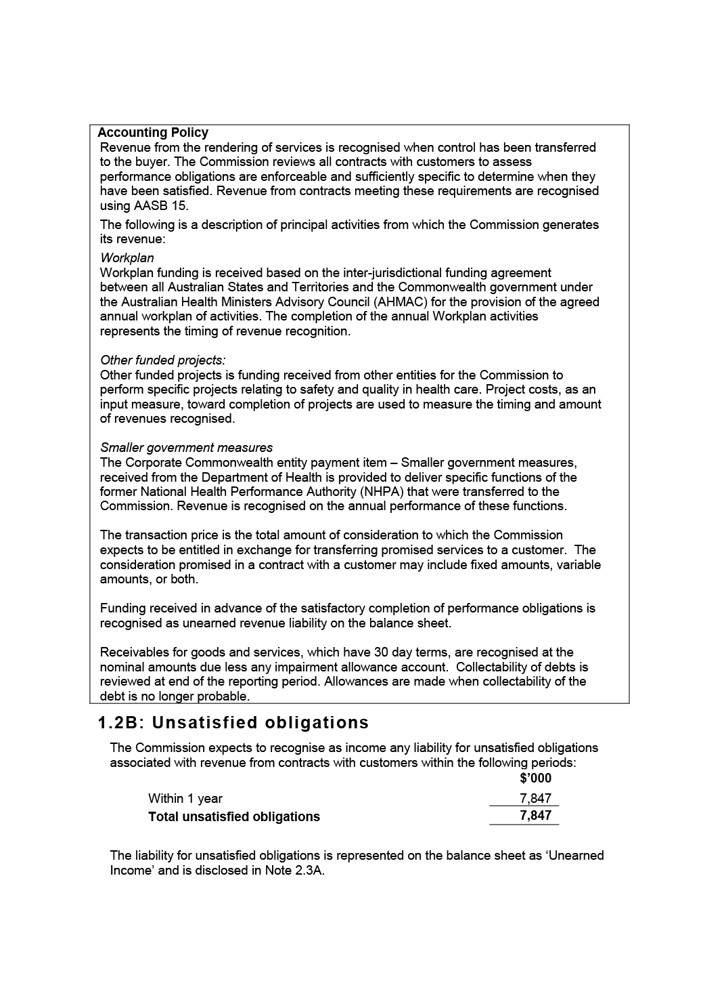 Accounting Policy
Revenue from the rendering of services is recognised when control has been transferred
to the buyer. The Commission reviews all contracts with customers to assess
performance obligations are enforceable and sufficiently specific to determine when they
have been satisfied. Revenue from contracts meeting these requirements are recognised
using AASB 15.
The following is a description of principal activities from which the Commission generates
its revenue:
Workplan
Workplan funding is received based on the inter-jurisdictional funding agreement
between all Australian States and Territories and the Commonwealth government under
the Australian Health Ministers Advisory Council (AHMAC) for the provision of the agreed
annual workplan of activities. The completion of the annual Workplan activities
represents the timing of revenue recognition.
Other funded projects:
Other funded projects is funding received from other entities for the Commission to
perform specific projects relating to safety and quality in health care. Project costs, as an
input measure, toward completion of projects are used to measure the timing and amount
of revenues recognised.
Smaller government measures
The Corporate Commonwealth entity payment item – Smaller government measures,
received from the Department of Health is provided to deliver specific functions of the
former National Health Performance Authority (NHPA) that were transferred to the
Commission. Revenue is recognised on the annual performance of these functions.
The transaction price is the total amount of consideration to which the Commission
expects to be entitled in exchange for transferring promised services to a customer.  The
consideration promised in a contract with a customer may include fixed amounts, variable
amounts, or both.
Funding received in advance of the satisfactory completion of performance obligations is
recognised as unearned revenue liability on the balance sheet.
Receivables for goods and services, which have 30 day terms, are recognised at the
nominal amounts due less any impairment allowance account.  Collectability of debts is
reviewed at end of the reporting period. Allowances are made when collectability of the
debt is no longer probable.
1.2B: Unsatisfied obligations
The Commission expects to recognise as income any liability for unsatisfied obligations
associated with revenue from contracts with customers within the following periods:
$’000
Within 1 year 7,847
Total unsatisfied obligations 7,847
The liability for unsatisfied obligations is represented on the balance sheet as ‘Unearned
Income’ and is disclosed in Note 2.3A.